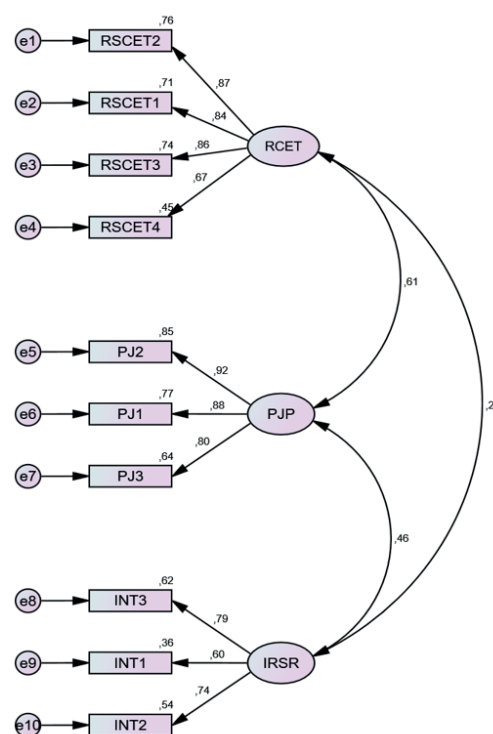 ,76
e1 RSCET2
,87
,71
e2 RSCET1
,84
,74
e3 RSCET3
,86
RCET
,67
,45
e4 RSCET4
,61
,85
e5 PJ2
,92
,77
e6 PJ1
,88
PJP
,2
,80
,64
e7 PJ3
,46
,62
e8 INT3
,79
,36
e9 INT1
,60
IRSR
,74
,54
e10 INT2